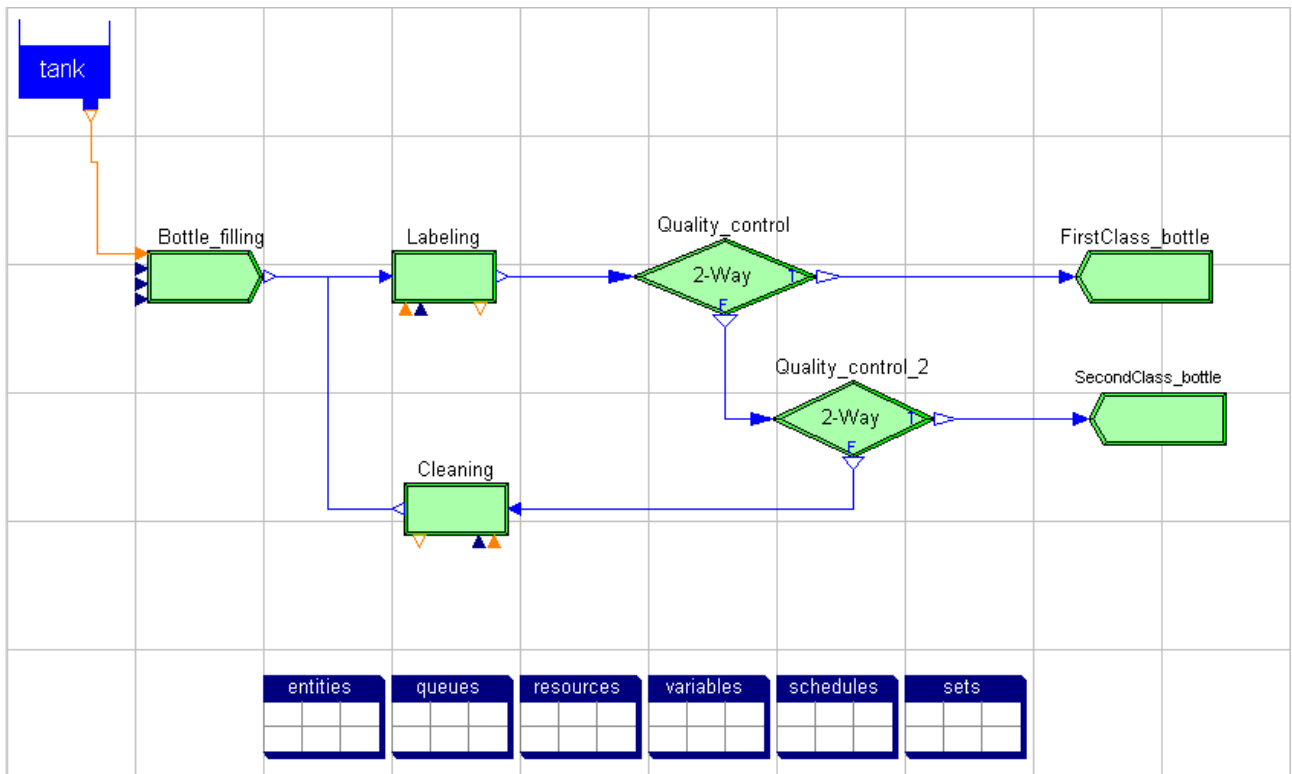 tank
Bottle_filling
Labeling
Quality_control
FirstClass_bottle
2-Way
T
F
Quality_control_2
SecondClass_bottle
2-Way
T
F
Cleaning
entities
queues
resources
variables
schedules
sets